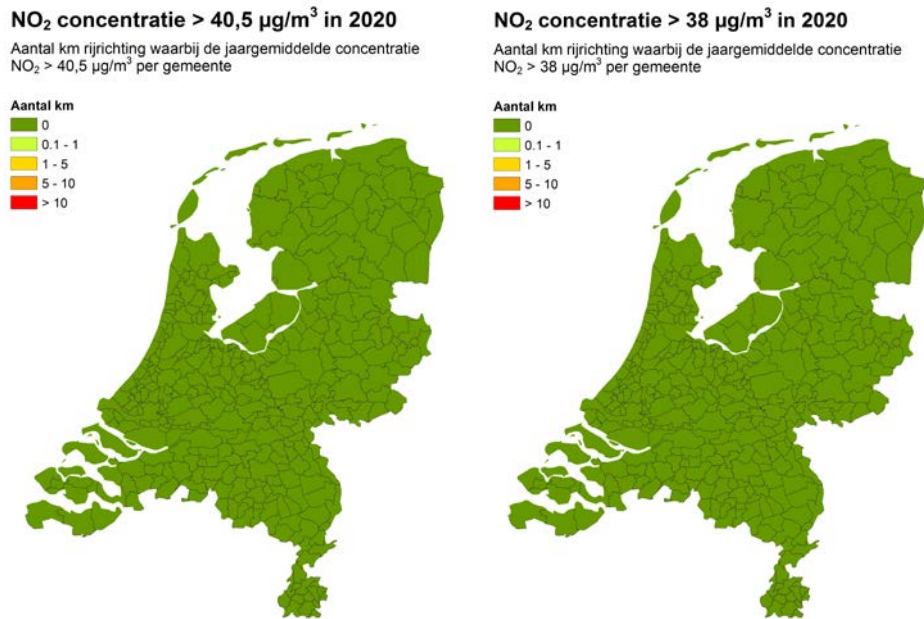 NO₂ concentratie > 40,5 µg/m³ in 2020
Aantal km rijrichting waarbij de jaargemiddelde concentratie
NO₂ > 40,5 µg/m³ per gemeente
Aantal km
0
0.1 - 1
1 - 5
5 - 10
> 10
NO₂ concentratie > 38 µg/m³ in 2020
Aantal km rijrichting waarbij de jaargemiddelde concentratie
NO₂ > 38 µg/m³ per gemeente
Aantal km
0
0.1 - 1
1 - 5
5 - 10
> 10